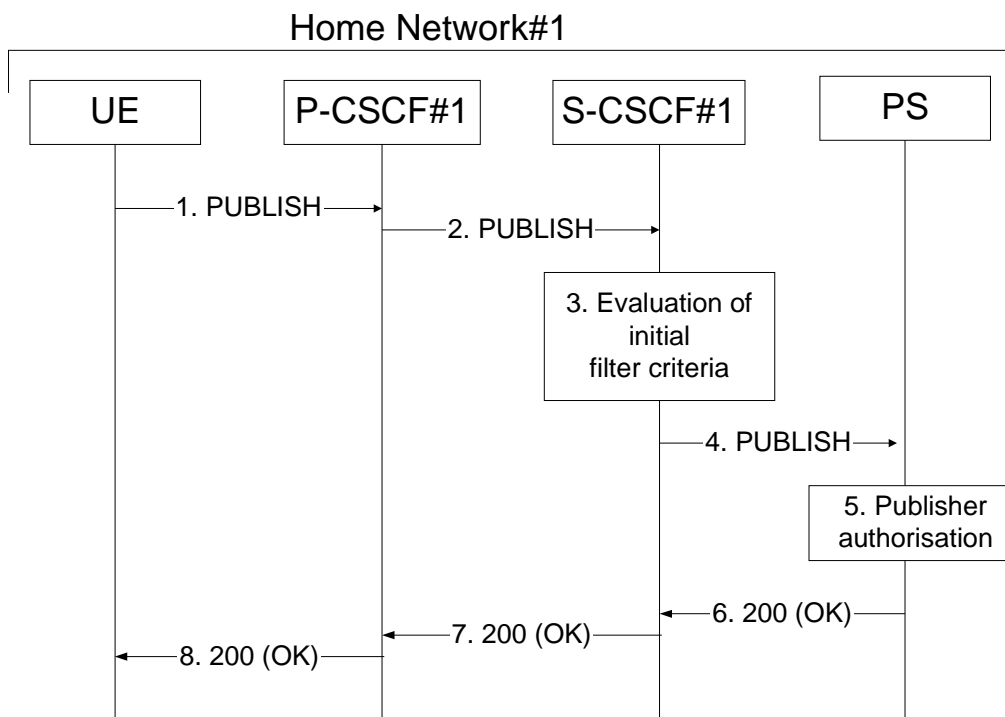 Home Network#1
UE
P-CSCF#1
S-CSCF#1
PS
1. PUBLISH
2. PUBLISH
3. Evaluation of
initial
filter criteria
4. PUBLISH
5. Publisher
authorisation
6. 200 (OK)
7. 200 (OK)
8. 200 (OK)